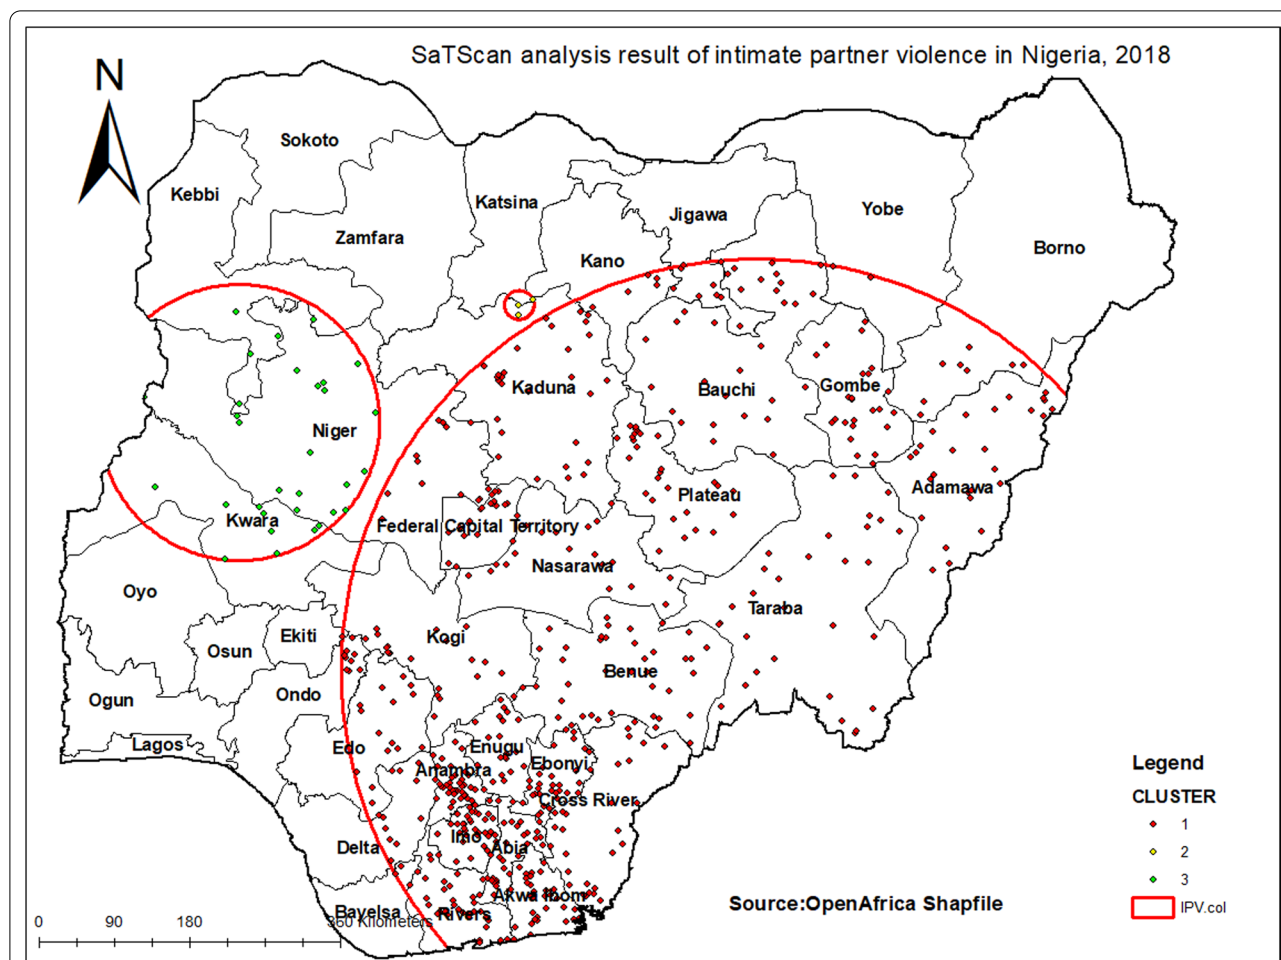 SaTScan analysis result of intimate partner violence in Nigeria, 2018
N
Sokoto
Kebbi
Katsina
Jigawa
Yobe
Zamfara
Kano
Borno
Kaduna
Bauchi
Gombe
Niger
Adamawa
Plateau
Kwara
Federal Capital Territory
Nasarawa
Oyo
Taraba
Ekiti
Kogi
Osun
Benue
Ogun
Ondo
Lagos
Edo
Enugu
Ebonyi
Anambra
Cross River
Imo
Abia
Delta
Akwa Ibom
Bayelsa
Rivers
Legend
CLUSTER
1
2
3
IPV.col
Source:OpenAfrica Shapfile
0 90 180 360 Kilometers